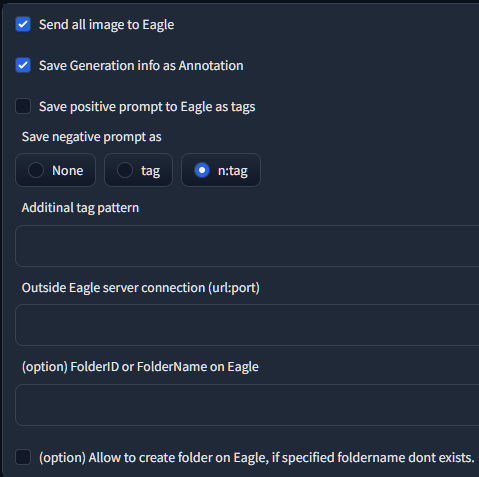 Send all image to Eagle
Save Generation info as Annotation
Save positive prompt to Eagle as tags
Save negative prompt as
None
tag
n:tag
Additinal tag pattern
Outside Eagle server connection (url:port)
(option) FolderID or FolderName on Eagle
(option) Allow to create folder on Eagle, if specified foldername dont exists.